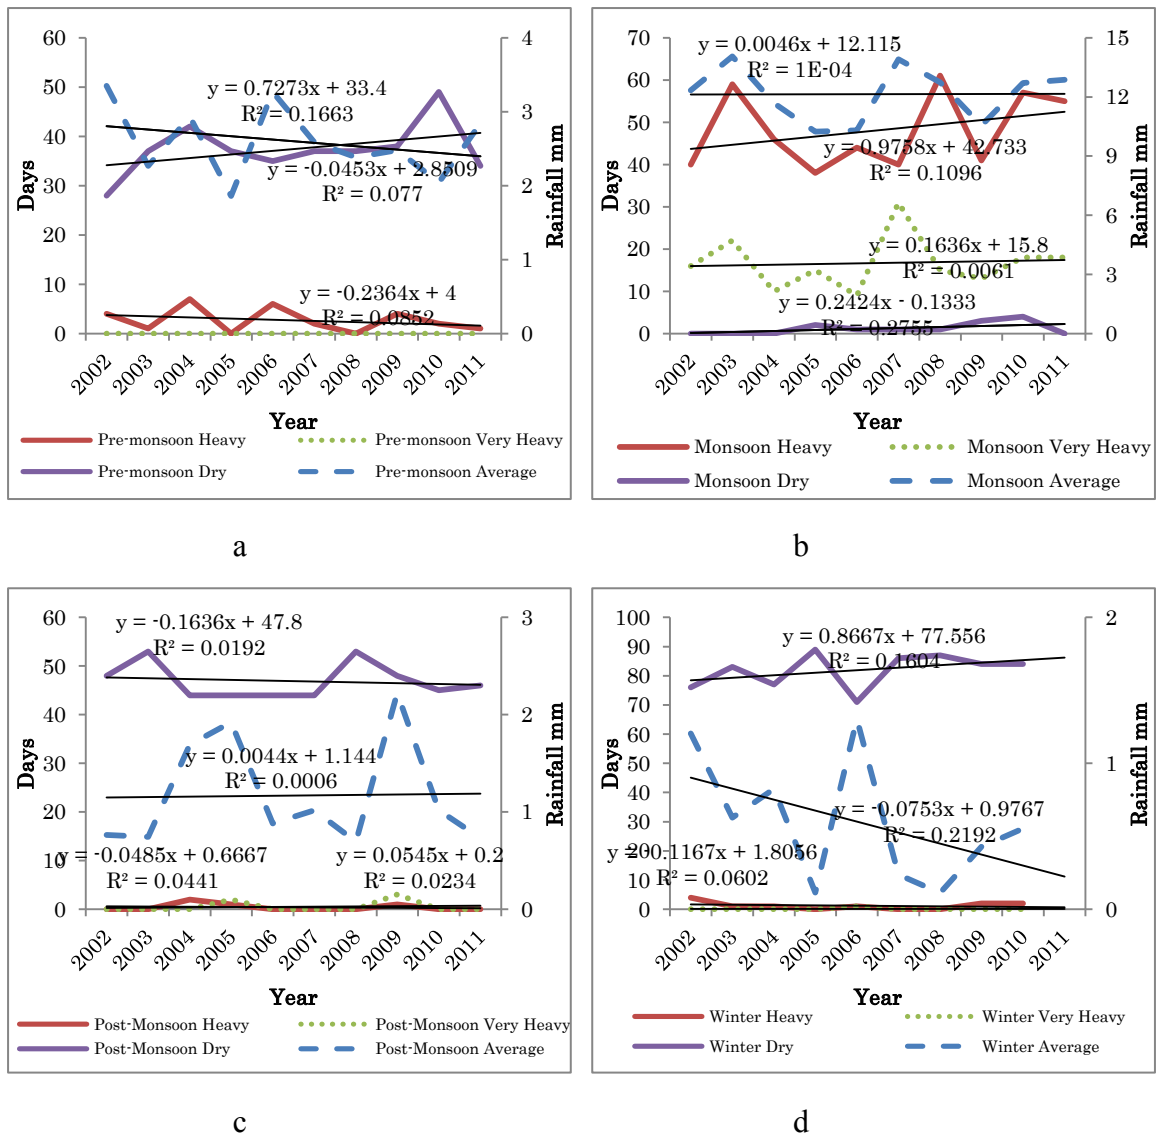 60
50
40
30
20
10
0
Days
4
3
2
1
0
Rainfall mm
y = 0.7273x + 33.4
R² = 0.1663
y = -0.0453x + 2.8509
R² = 0.077
y = -0.2364x + 4
R² = 0.0852
2002 2003 2004 2005 2006 2007 2008 2009 2010 2011
Year
Pre-monsoon Heavy Pre-monsoon Very Heavy
Pre-monsoon Dry Pre-monsoon Average
a
70
60
50
40
30
20
10
0
Days
15
12
9
6
3
0
Rainfall mm
y = 0.0046x + 12.115
R² = 1E-04
y = 0.9758x + 42.733
R² = 0.1096
y = 0.1636x + 15.8
R² = 0.0061
y = 0.2424x - 0.1333
R² = 0.2755
2002 2003 2004 2005 2006 2007 2008 2009 2010 2011
Year
Monsoon Heavy Monsoon Very Heavy
Monsoon Dry Monsoon Average
b
60
50
40
30
20
10
0
Days
3
2
1
0
Rainfall mm
y = -0.1636x + 47.8
R² = 0.0192
y = 0.0044x + 1.144
R² = 0.0006
y = -0.0485x + 0.6667
R² = 0.0441
y = 0.0545x + 0.2
R² = 0.0234
2002 2003 2004 2005 2006 2007 2008 2009 2010 2011
Year
Post-Monsoon Heavy Post-Monsoon Very Heavy
Post-Monsoon Dry Post-Monsoon Average
c
100
90
80
70
60
50
40
30
20
10
0
Days
2
1
0
Rainfall mm
y = 0.8667x + 77.556
R² = 0.1604
y = -0.0753x + 0.9767
R² = 0.2192
y = -0.1167x + 1.8056
R² = 0.0602
2002 2003 2004 2005 2006 2007 2008 2009 2010 2011
Year
Winter Heavy Winter Very Heavy
Winter Dry Winter Average
d